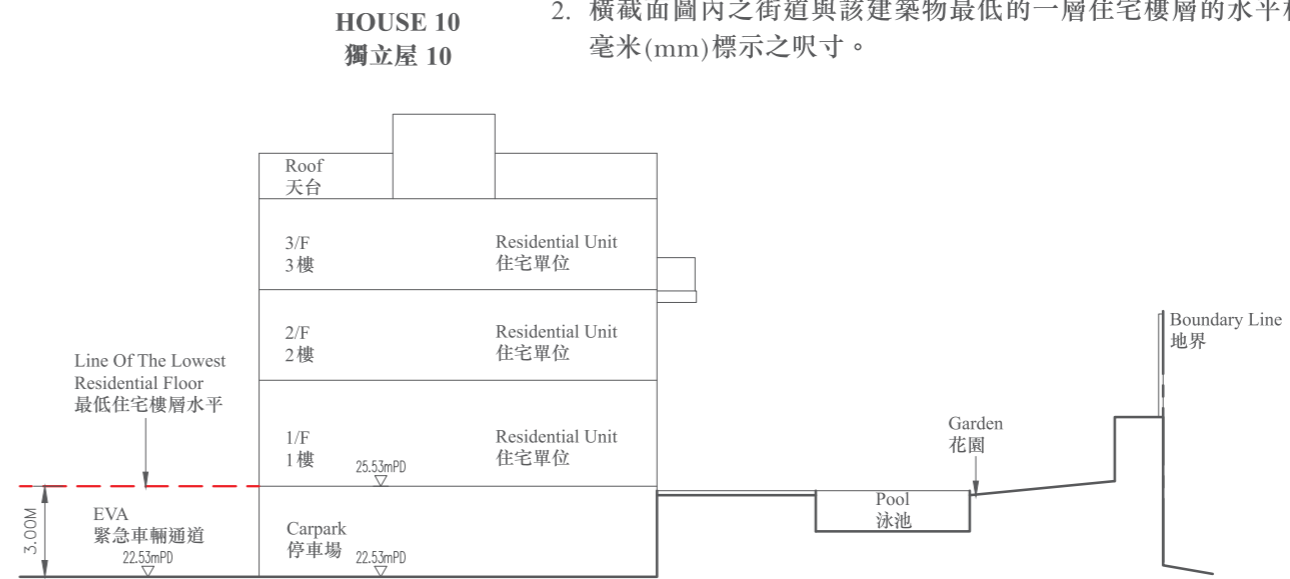 HOUSE 10
獨立屋 10
2. 橫截面圖內之街道與該建築物最低的一層住宅樓層的水平
毫米(mm)標示之呎寸。
Roof
天台
3/F
3樓
Residential Unit
住宅單位
2/F
2樓
Residential Unit
住宅單位
Line Of The Lowest
Residential Floor
最低住宅樓層水平
1/F
1樓
25.53mPD
Residential Unit
住宅單位
Boundary Line
地界
Garden
花園
Pool
泳池
3.00M
EVA
緊急車輛通道
22.53mPD
Carpark
停車場
22.53mPD